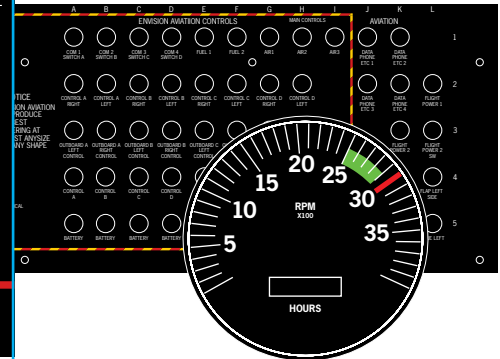 A B C D E F G H I J K L
ENVISION AVIATION CONTROLS MAIN CONTROLS AVIATION
COM 1 SWITCH A
COM 2 SWITCH B
COM 3 SWITCH C
COM 4 SWITCH D
FUEL 1
FUEL 2
AIR1
AIR2
AIR3
DATA PHONE ETC 1
DATA PHONE ETC 2
1
CONTROL A RIGHT
CONTROL A LEFT
CONTROL B RIGHT
CONTROL B LEFT
CONTROL C RIGHT
CONTROL C LEFT
CONTROL D RIGHT
CONTROL D LEFT
DATA PHONE ETC 3
DATA PHONE ETC 4
FLIGHT POWER 1
2
OTICE
ION AVIATION
PRODUCE
EST
ERING AT
ST ANYSIZE
ANY SHAPE
OUTBOARD A LEFT CONTROL
OUTBOARD A RIGHT CONTROL
OUTBOARD B LEFT CONTROL
OUTBOARD B RIGHT CONTROL
OUTBOARD C LEFT
FLIGHT POWER 2
FLIGHT POWER 2 SW
3
CONTROL A
CONTROL B
CONTROL C
CONTROL D
FLAP LEFT SIDE
4
CAL
BATTERY
BATTERY
BATTERY
BATTERY
E LEFT
5
5
10
15
20
25
30
35
RPM
X100
HOURS